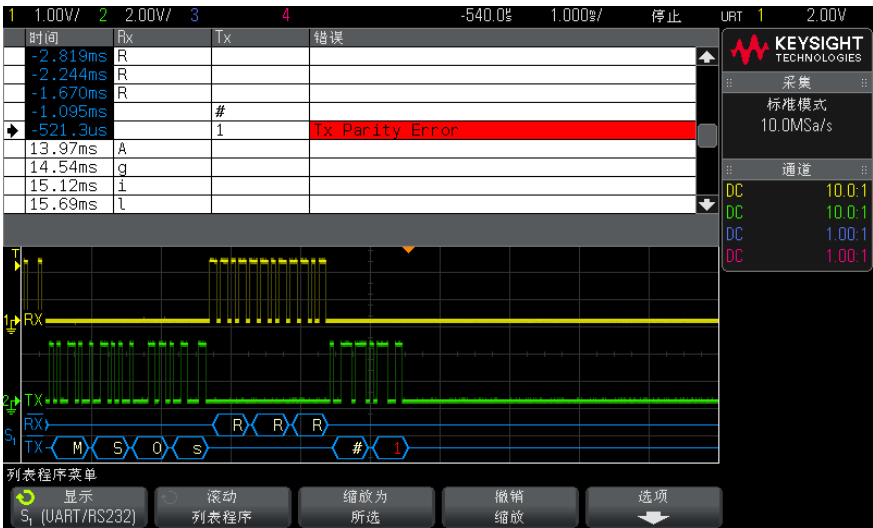 1 1.00V/ 2 2.00V/ 3 4 -540.0us 1.000ms/ 停止 URT 1 2.00V
时间 Rx Tx 错误
-2.819ms R
-2.244ms R
-1.670ms R
-1.095ms #
-521.3us 1 Tx Parity Error
13.97ms A
14.54ms g
15.12ms i
15.69ms l
KEYSIGHT
TECHNOLOGIES
采集
标准模式
10.0MSa/s
通道
DC 10.0:1
DC 10.0:1
DC 1.00:1
DC 1.00:1
T
1 RX
2 TX
S1
RX R R R
TX M S O s # 1
列表程序菜单
显示
S1 (UART/RS232)
滚动
列表程序
缩放为
所选
撤销
缩放
选项